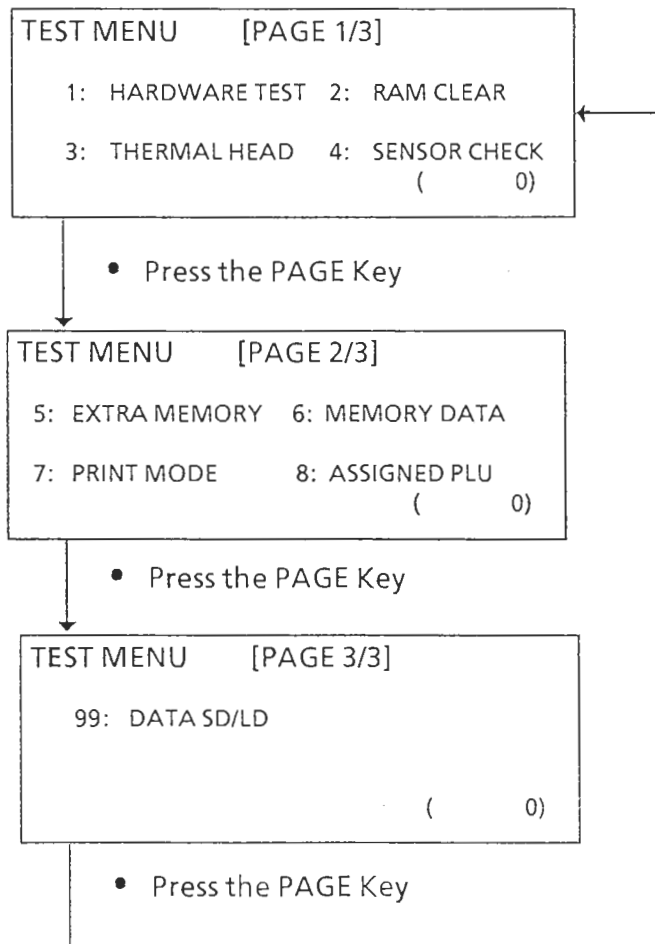 TEST MENU [PAGE 1/3]
1: HARDWARE TEST 2: RAM CLEAR
3: THERMAL HEAD 4: SENSOR CHECK
( 0)
• Press the PAGE Key
TEST MENU [PAGE 2/3]
5: EXTRA MEMORY 6: MEMORY DATA
7: PRINT MODE 8: ASSIGNED PLU
( 0)
• Press the PAGE Key
TEST MENU [PAGE 3/3]
99: DATA SD/LD
( 0)
• Press the PAGE Key